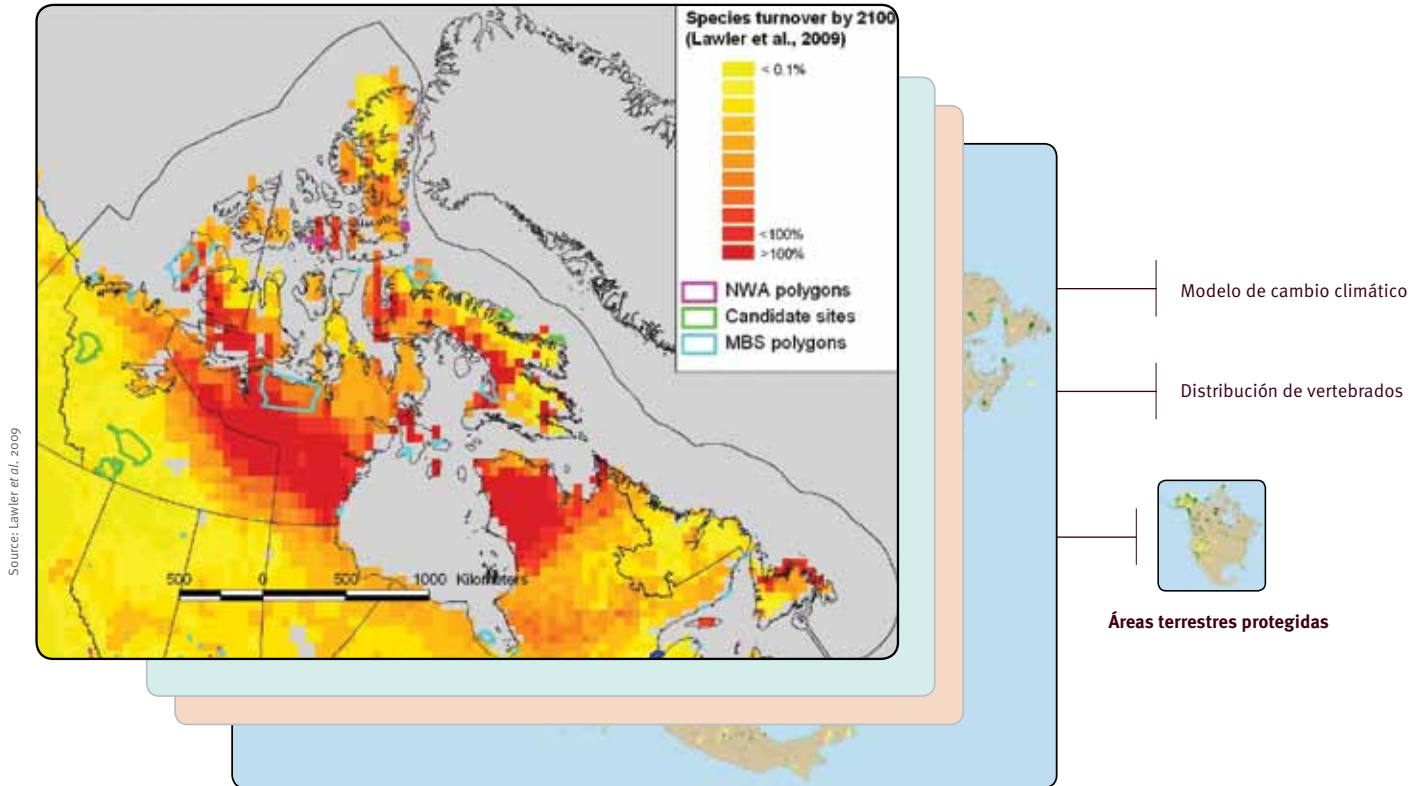 Species turnover by 2100
(Lawler et al., 2009)
< 0.1%
<100%
>100%
NWA polygons
Candidate sites
MBS polygons
500 0 500 1000 Kilometers
Source: Lawler et al. 2009
Modelo de cambio climático
Distribución de vertebrados
Áreas terrestres protegidas